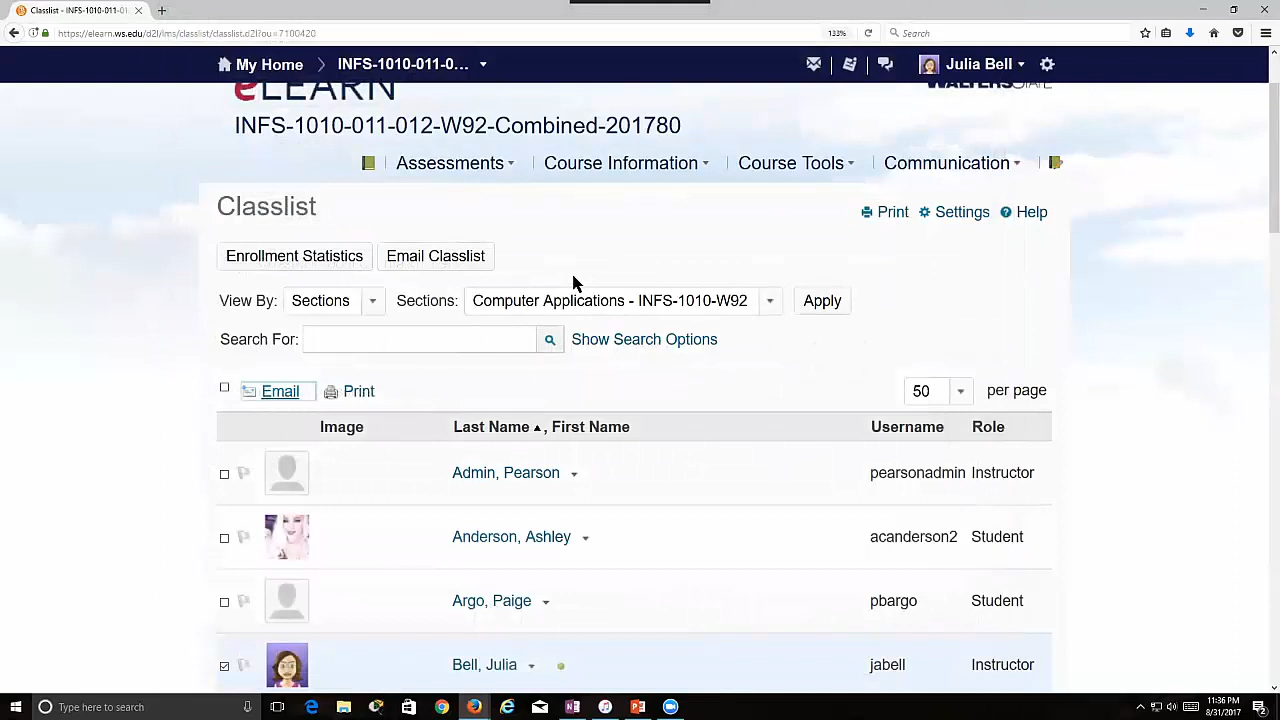 Classlist - INFS-1010-011-01
https://elearn.ws.edu/d2l/lms/classlist/classlist.d2l?ou=7100420
133%
Search
My Home
INFS-1010-011-0...
Julia Bell
eLEARN
WALTERS STATE
INFS-1010-011-012-W92-Combined-201780
Assessments
Course Information
Course Tools
Communication
Classlist
Print
Settings
Help
Enrollment Statistics
Email Classlist
View By: Sections
Sections: Computer Applications - INFS-1010-W92
Apply
Search For:
Show Search Options
Email
Print
50 per page
Image
Last Name ▲, First Name
Username
Role
Admin, Pearson
pearsonadmin
Instructor
Anderson, Ashley
acanderson2
Student
Argo, Paige
pbargo
Student
Bell, Julia
jabell
Instructor
Type here to search
11:36 PM
8/31/2017